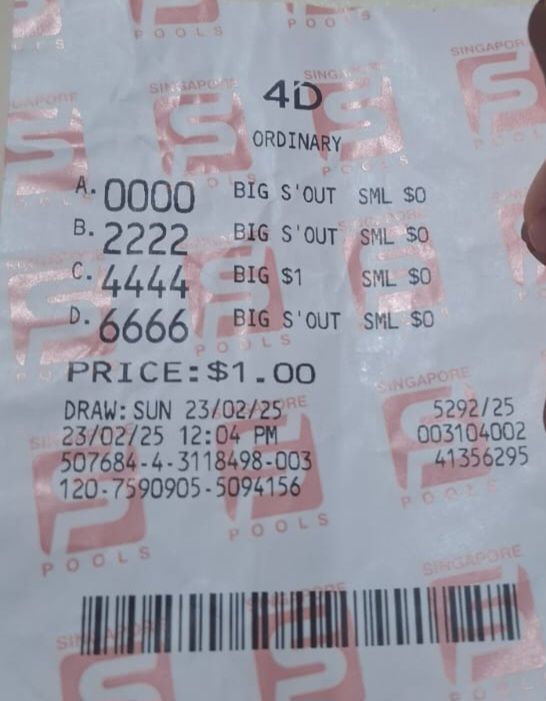 4D
ORDINARY
A. 0000 BIG S'OUT SML $0
B. 2222 BIG S'OUT SML $0
C. 4444 BIG $1 SML $0
D. 6666 BIG S'OUT SML $0
PRICE:$1.00
DRAW: SUN 23/02/25 5292/25
23/02/25 12:04 PM 003104002
507684-4-3118498-003 41356295
120-7590905-5094156
SINGAPORE
POOLS